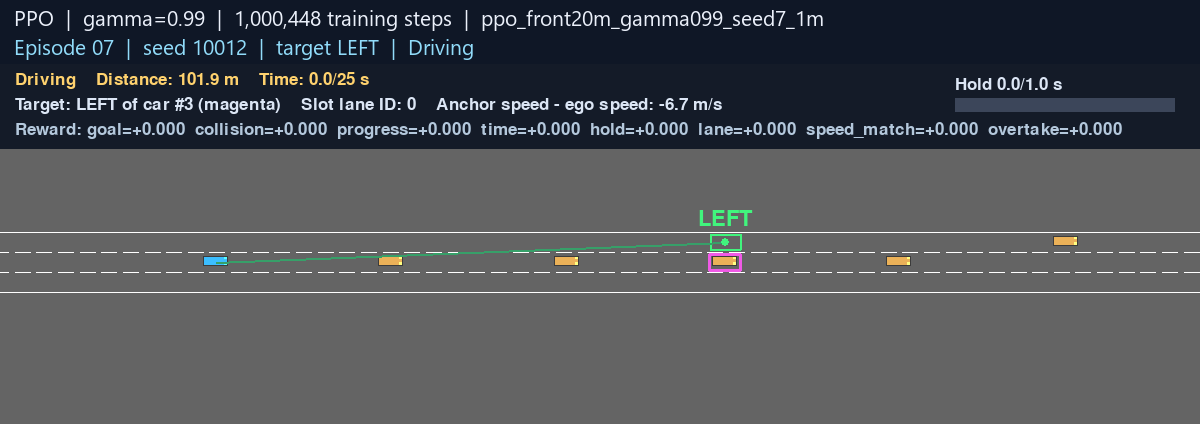 PPO | gamma=0.99 | 1,000,448 training steps | ppo_front20m_gamma099_seed7_1m
Episode 07 | seed 10012 | target LEFT | Driving
Driving Distance: 101.9 m Time: 0.0/25 s
Target: LEFT of car #3 (magenta) Slot lane ID: 0 Anchor speed - ego speed: -6.7 m/s
Hold 0.0/1.0 s
Reward: goal=+0.000 collision=+0.000 progress=+0.000 time=+0.000 hold=+0.000 lane=+0.000 speed_match=+0.000 overtake=+0.000
LEFT